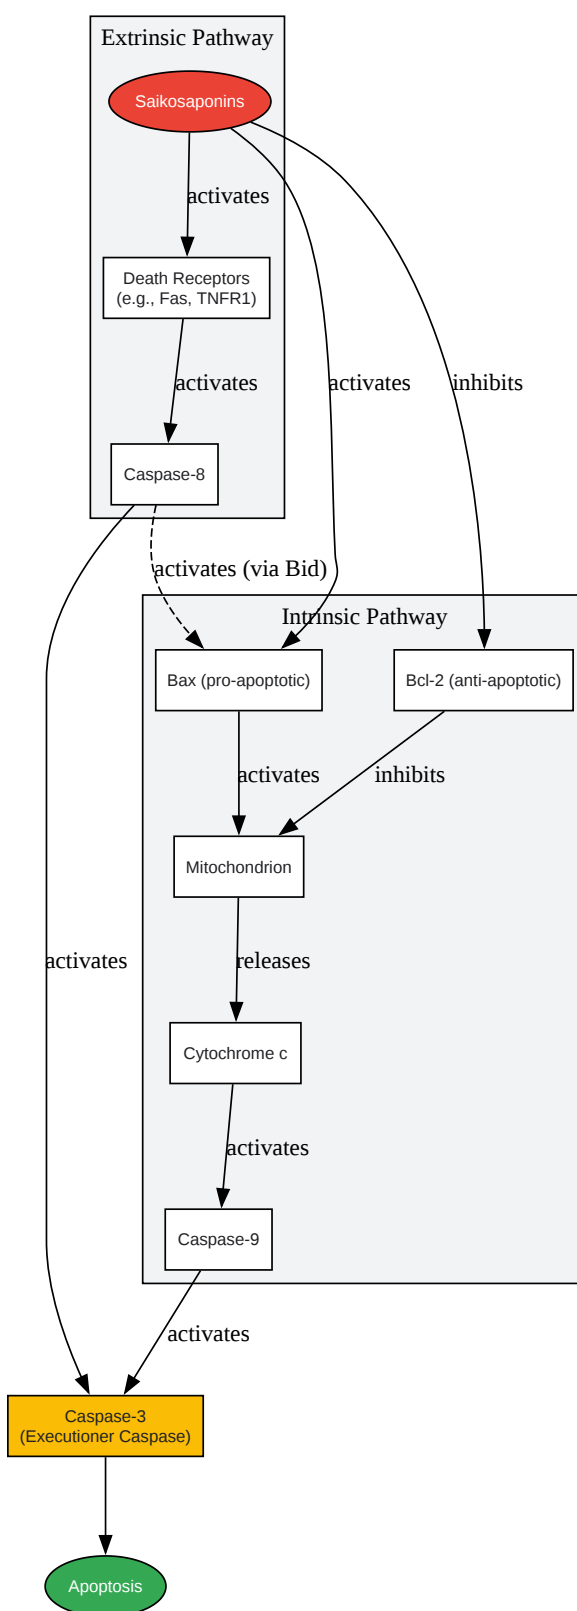 Extrinsic Pathway
Saikosaponins
activates
Death Receptors
(e.g., Fas, TNFR1)
activates
activates
inhibits
Caspase-8
activates (via Bid)
Intrinsic Pathway
Bax (pro-apoptotic)
Bcl-2 (anti-apoptotic)
activates
inhibits
Mitochondrion
activates
releases
Cytochrome c
activates
Caspase-9
activates
Caspase-3
(Executioner Caspase)
Apoptosis